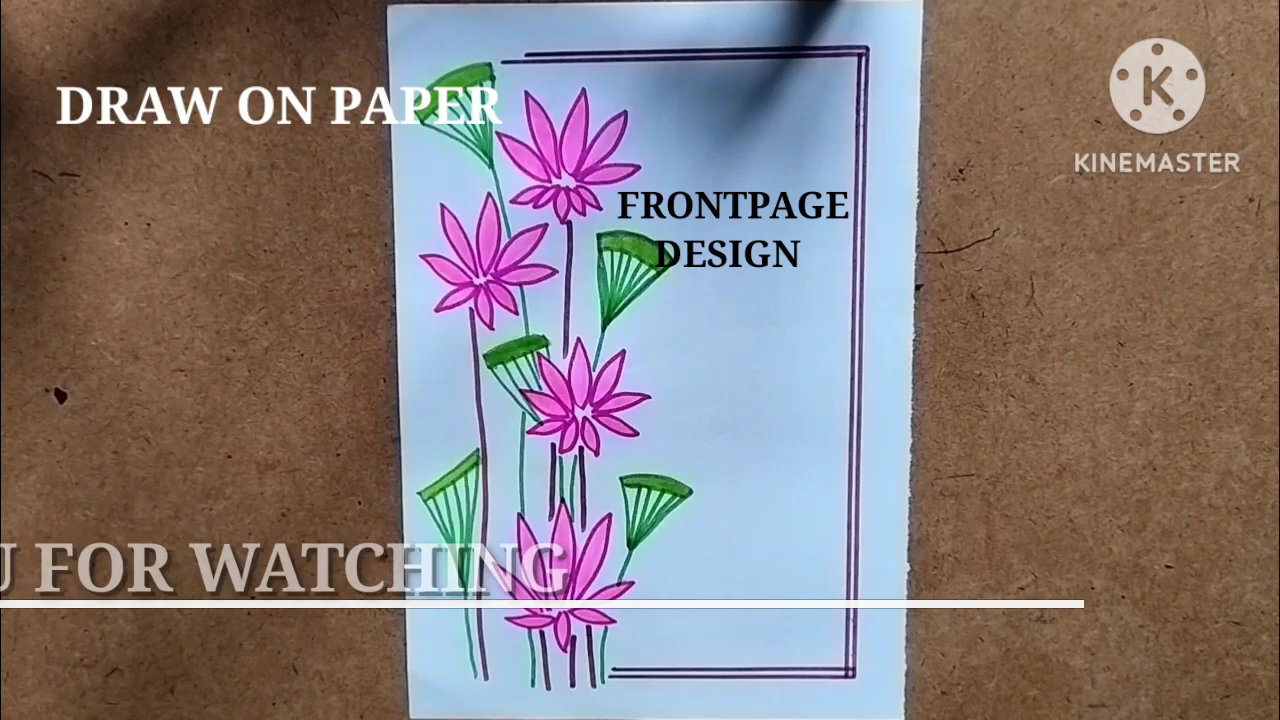 DRAW ON PAPER
KINEMASTER
FRONTPAGE
DESIGN
U FOR WATCHING